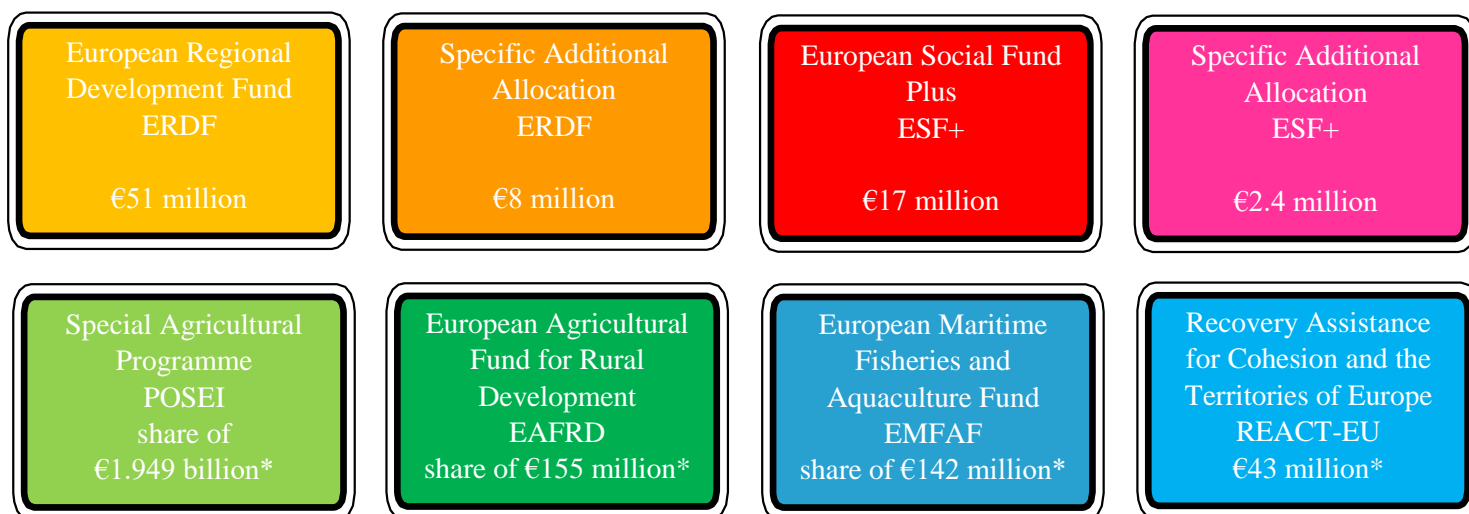 European Regional
Development Fund
ERDF
€51 million
Specific Additional
Allocation
ERDF
€8 million
European Social Fund
Plus
ESF+
€17 million
Specific Additional
Allocation
ESF+
€2.4 million
Special Agricultural
Programme
POSEI
share of
€1.949 billion*
European Agricultural
Fund for Rural
Development
EAFRD
share of €155 million*
European Maritime
Fisheries and
Aquaculture Fund
EMFAF
share of €142 million*
Recovery Assistance
for Cohesion and the
Territories of Europe
REACT-EU
€43 million*